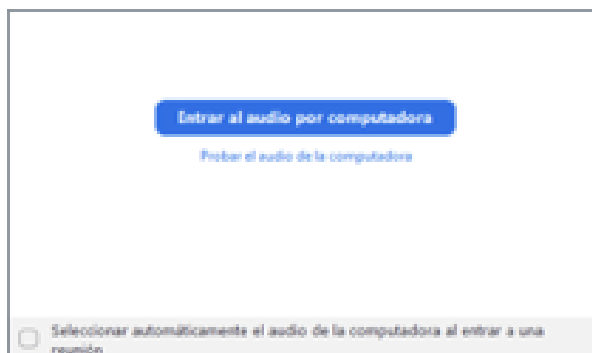 Entrar al audio por computadora
Probar el audio de la computadora
Seleccionar automáticamente el audio de la computadora al entrar a una
reunión